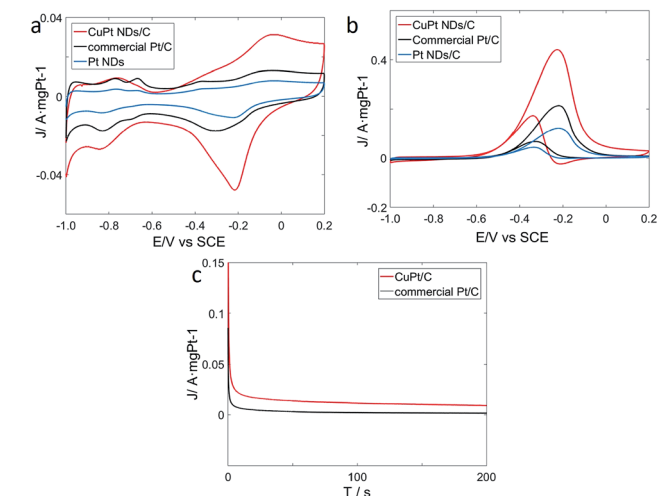 a
0.04
CuPt NDs/C
commercial Pt/C
Pt NDs
J/ A·mgPt-1
0
-0.04
-1.0 -0.8 -0.6 -0.4 -0.2 0 0.2
E/V vs SCE
b
CuPt NDs/C
Commercial Pt/C
Pt NDs/C
J/ A·mgPt-1
0.4
0
-0.2
-1.0 -0.8 -0.6 -0.4 -0.2 0 0.2
E/V vs SCE
c
0.15
CuPt/C
commercial Pt/C
J/ A·mgPt-1
0.1
0.05
0
0 100 200
T / s